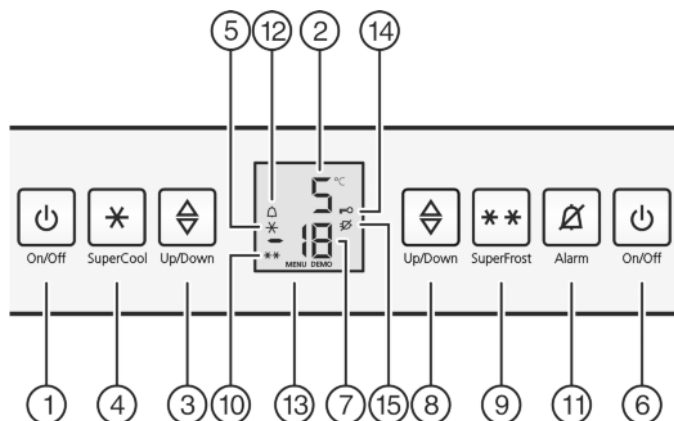 5 12 2 14
5 °C
-18
MENU DEMO
On/Off SuperCool Up/Down Up/Down SuperFrost Alarm On/Off
1 4 3 10 13 7 15 8 9 11 6